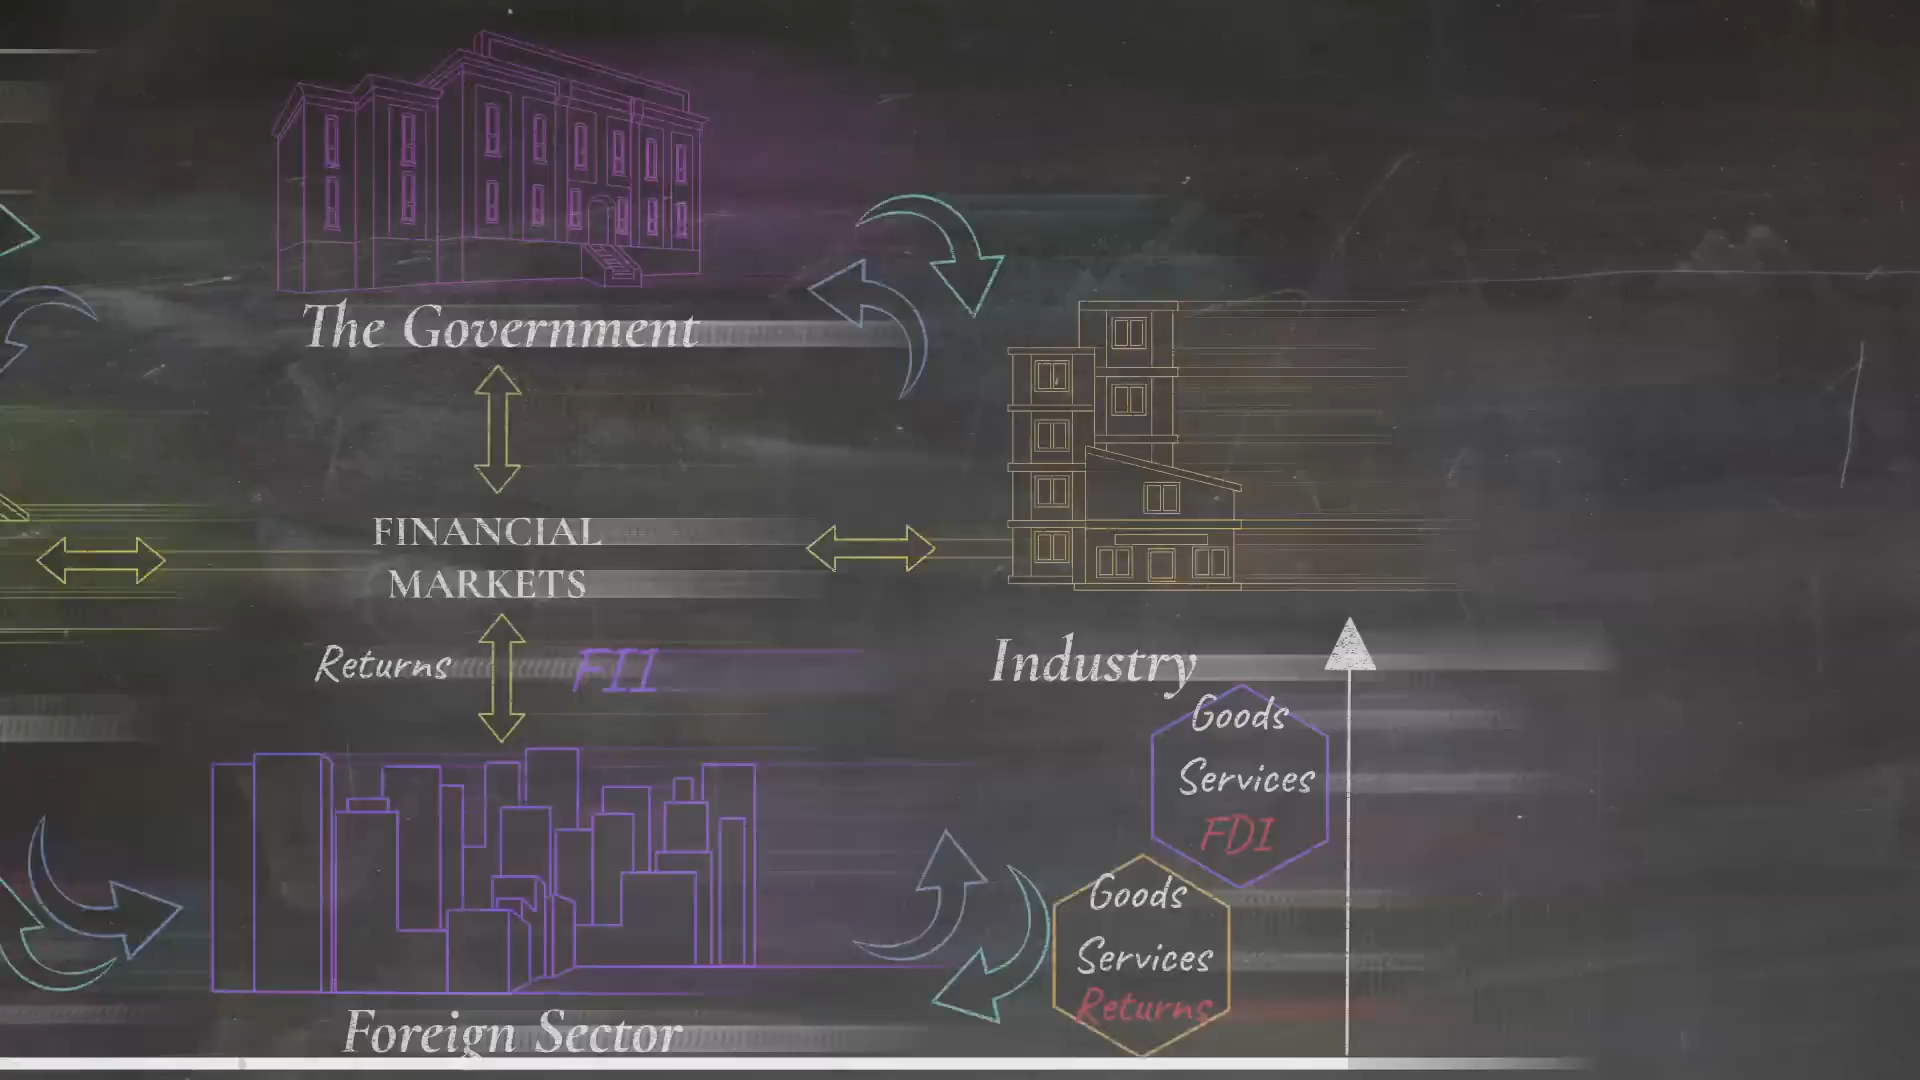 The Government
FINANCIAL
MARKETS
Returns
FII
Industry
Goods
Services
FDI
Goods
Services
Returns
Foreign Sector